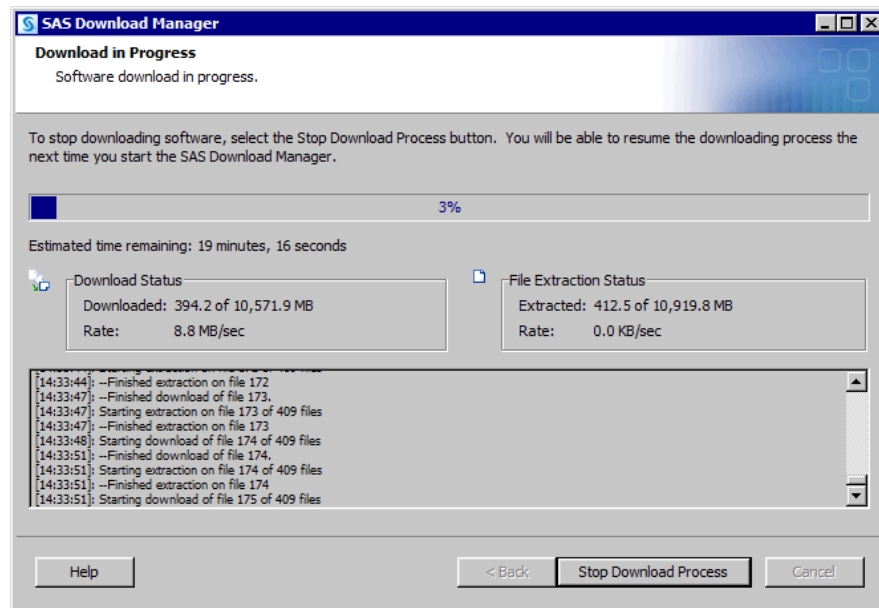 SAS Download Manager
Download in Progress
Software download in progress.
To stop downloading software, select the Stop Download Process button.  You will be able to resume the downloading process the
next time you start the SAS Download Manager.
3%
Estimated time remaining: 19 minutes, 16 seconds
Download Status
Downloaded: 394.2 of 10,571.9 MB
Rate: 8.8 MB/sec
File Extraction Status
Extracted: 412.5 of 10,919.8 MB
Rate: 0.0 KB/sec
[14:33:44]: --Finished extraction on file 172
[14:33:47]: --Finished download of file 173.
[14:33:47]: Starting extraction on file 173 of 409 files
[14:33:47]: --Finished extraction on file 173
[14:33:48]: Starting download of file 174 of 409 files
[14:33:51]: --Finished download of file 174.
[14:33:51]: Starting extraction on file 174 of 409 files
[14:33:51]: --Finished extraction on file 174
[14:33:51]: Starting download of file 175 of 409 files
Help
< Back
Stop Download Process
Cancel